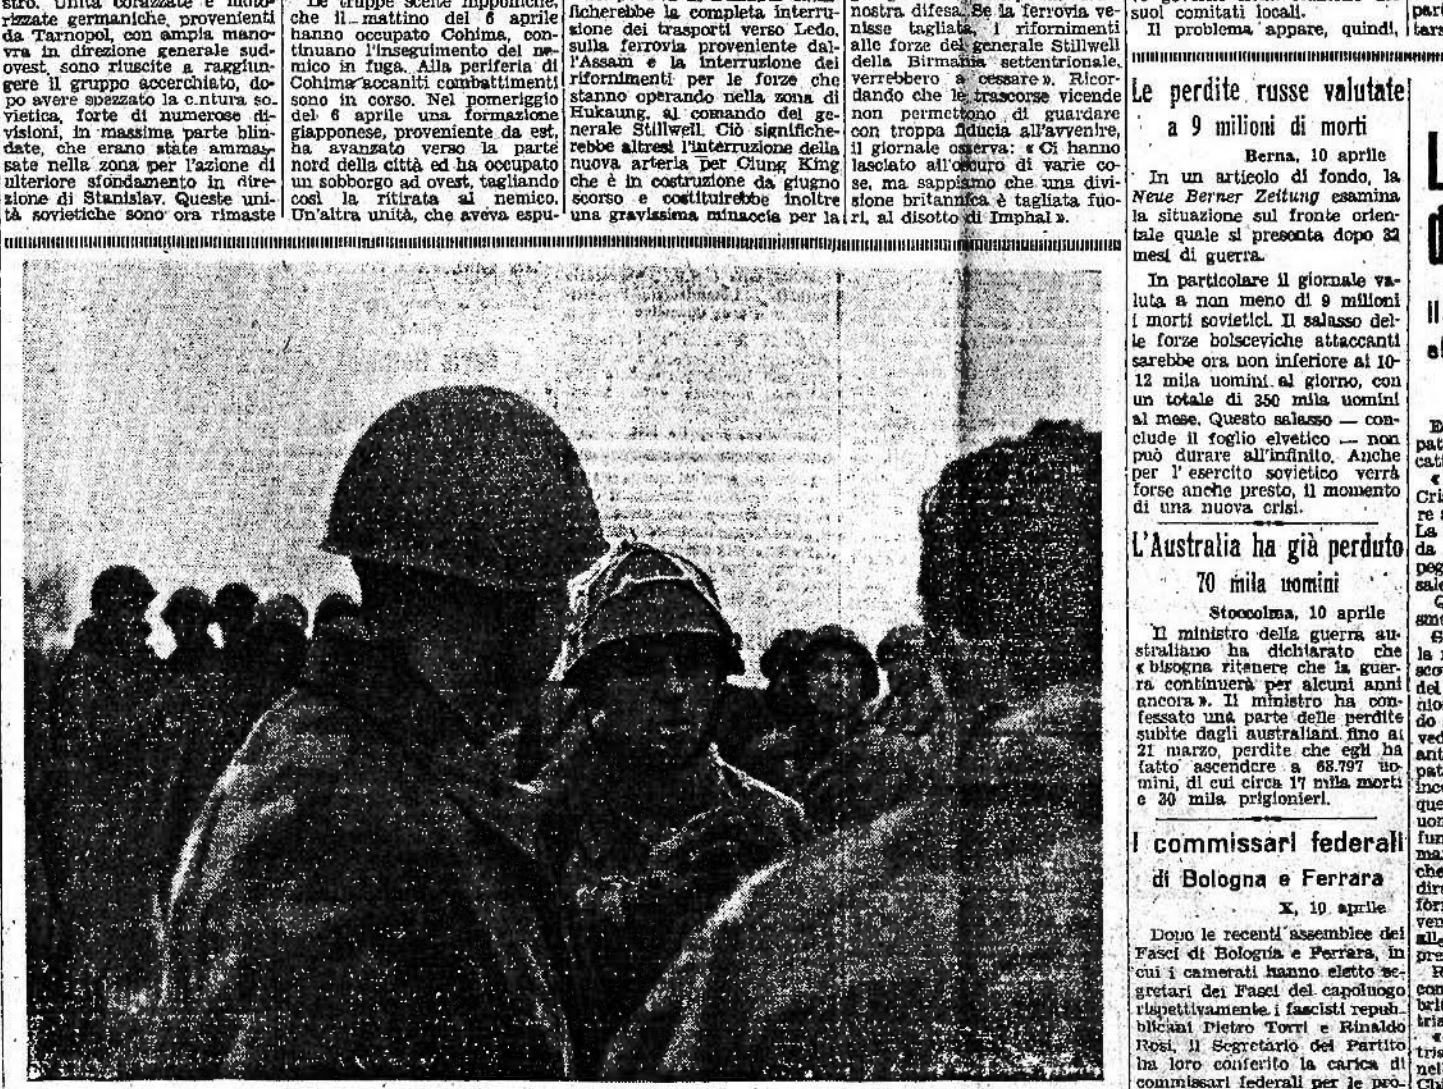 stro. Unità corazzate e moto-
rizzate germaniche, provenienti
da Tarnopol, con ampia mano-
vra in direzione generale sud-
ovest, sono riuscite a raggiun-
gere il gruppo accerchiato, do-
po avere spezzato la c.ntura so-
vietica, forte di numerose di-
visioni, in massima parte blin-
date, che erano state ammas-
sate nella zona per l'azione di
ulteriore sfondamento in dire-
zione di Stanislav. Queste uni-
tà sovietiche sono ora rimaste
Le truppe scelte nipponiche,
che il mattino del 6 aprile
hanno occupato Cohima, con-
tinuano l'inseguimento del ne-
mico in fuga. Alla periferia di
Cohima accaniti combattimenti
sono in corso. Nel pomeriggio
del 6 aprile una formazione
giapponese, proveniente da est,
ha avanzato verso la parte
nord della città ed ha occupato
un sobborgo ad ovest, tagliando
così la ritirata al nemico.
Un'altra unità, che aveva espu-
ficherebbe la completa interru-
zione dei trasporti verso Ledo,
sulla ferrovia proveniente dal-
l'Assam e la interruzione dei
rifornimenti per le forze che
stanno operando nella zona di
Hukaung, al comando del ge-
nerale Stillwell. Ciò significhe-
rebbe altresì l'interruzione della
nuova arteria per Ciung King
che è in costruzione da giugno
scorso e costituirebbe inoltre
una gravissima minaccia per la
nostra difesa. Se la ferrovia ve-
nisse tagliata, i rifornimenti
alle forze del generale Stillwell
della Birmania settentrionale,
verrebbero a cessare ». Ricor-
dando che le trascorse vicende
non permettono di guardare
con troppa fiducia all'avvenire,
il giornale osserva: « Ci hanno
lasciato all'oscuro di varie co-
se, ma sappiamo che una divi-
sione britannica è tagliata fuo-
ri, al disotto di Imphal ».
suoi comitati locali.
Il problema appare, quindi,
Le perdite russe valutate
a 9 milioni di morti
Berna, 10 aprile
In un articolo di fondo, la
Neue Berner Zeitung esamina
la situazione sul fronte orien-
tale quale si presenta dopo 32
mesi di guerra.
In particolare il giornale va-
luta a non meno di 9 milioni
i morti sovietici. Il salasso del-
le forze bolsceviche attaccanti
sarebbe ora non inferiore ai 10-
12 mila uomini al giorno, con
un totale di 350 mila uomini
al mese. Questo salasso — con-
clude il foglio elvetico — non
può durare all'infinito. Anche
per l'esercito sovietico verrà
forse anche presto, il momento
di una nuova crisi.
L'Australia ha già perduto
70 mila uomini
Stoccolma, 10 aprile
Il ministro della guerra au-
straliano ha dichiarato che
« bisogna ritenere che la guer-
ra continuerà per alcuni anni
ancora ». Il ministro ha con-
fessato una parte delle perdite
subite dagli australiani fino al
21 marzo, perdite che egli ha
fatto ascendere a 68.797 uo-
mini, di cui circa 17 mila morti
e 30 mila prigionieri.
I commissari federali
di Bologna e Ferrara
X, 10 aprile
Dopo le recenti assemblee dei
Fasci di Bologna e Ferrara, in
cui i camerati hanno eletto se-
gretari dei Fasci del capoluogo
rispettivamente i fascisti repub-
blicani Pietro Torri e Rinaldo
Rosi, il Segretario del Partito
ha loro conferito la carica di
commissari federali per le pro-